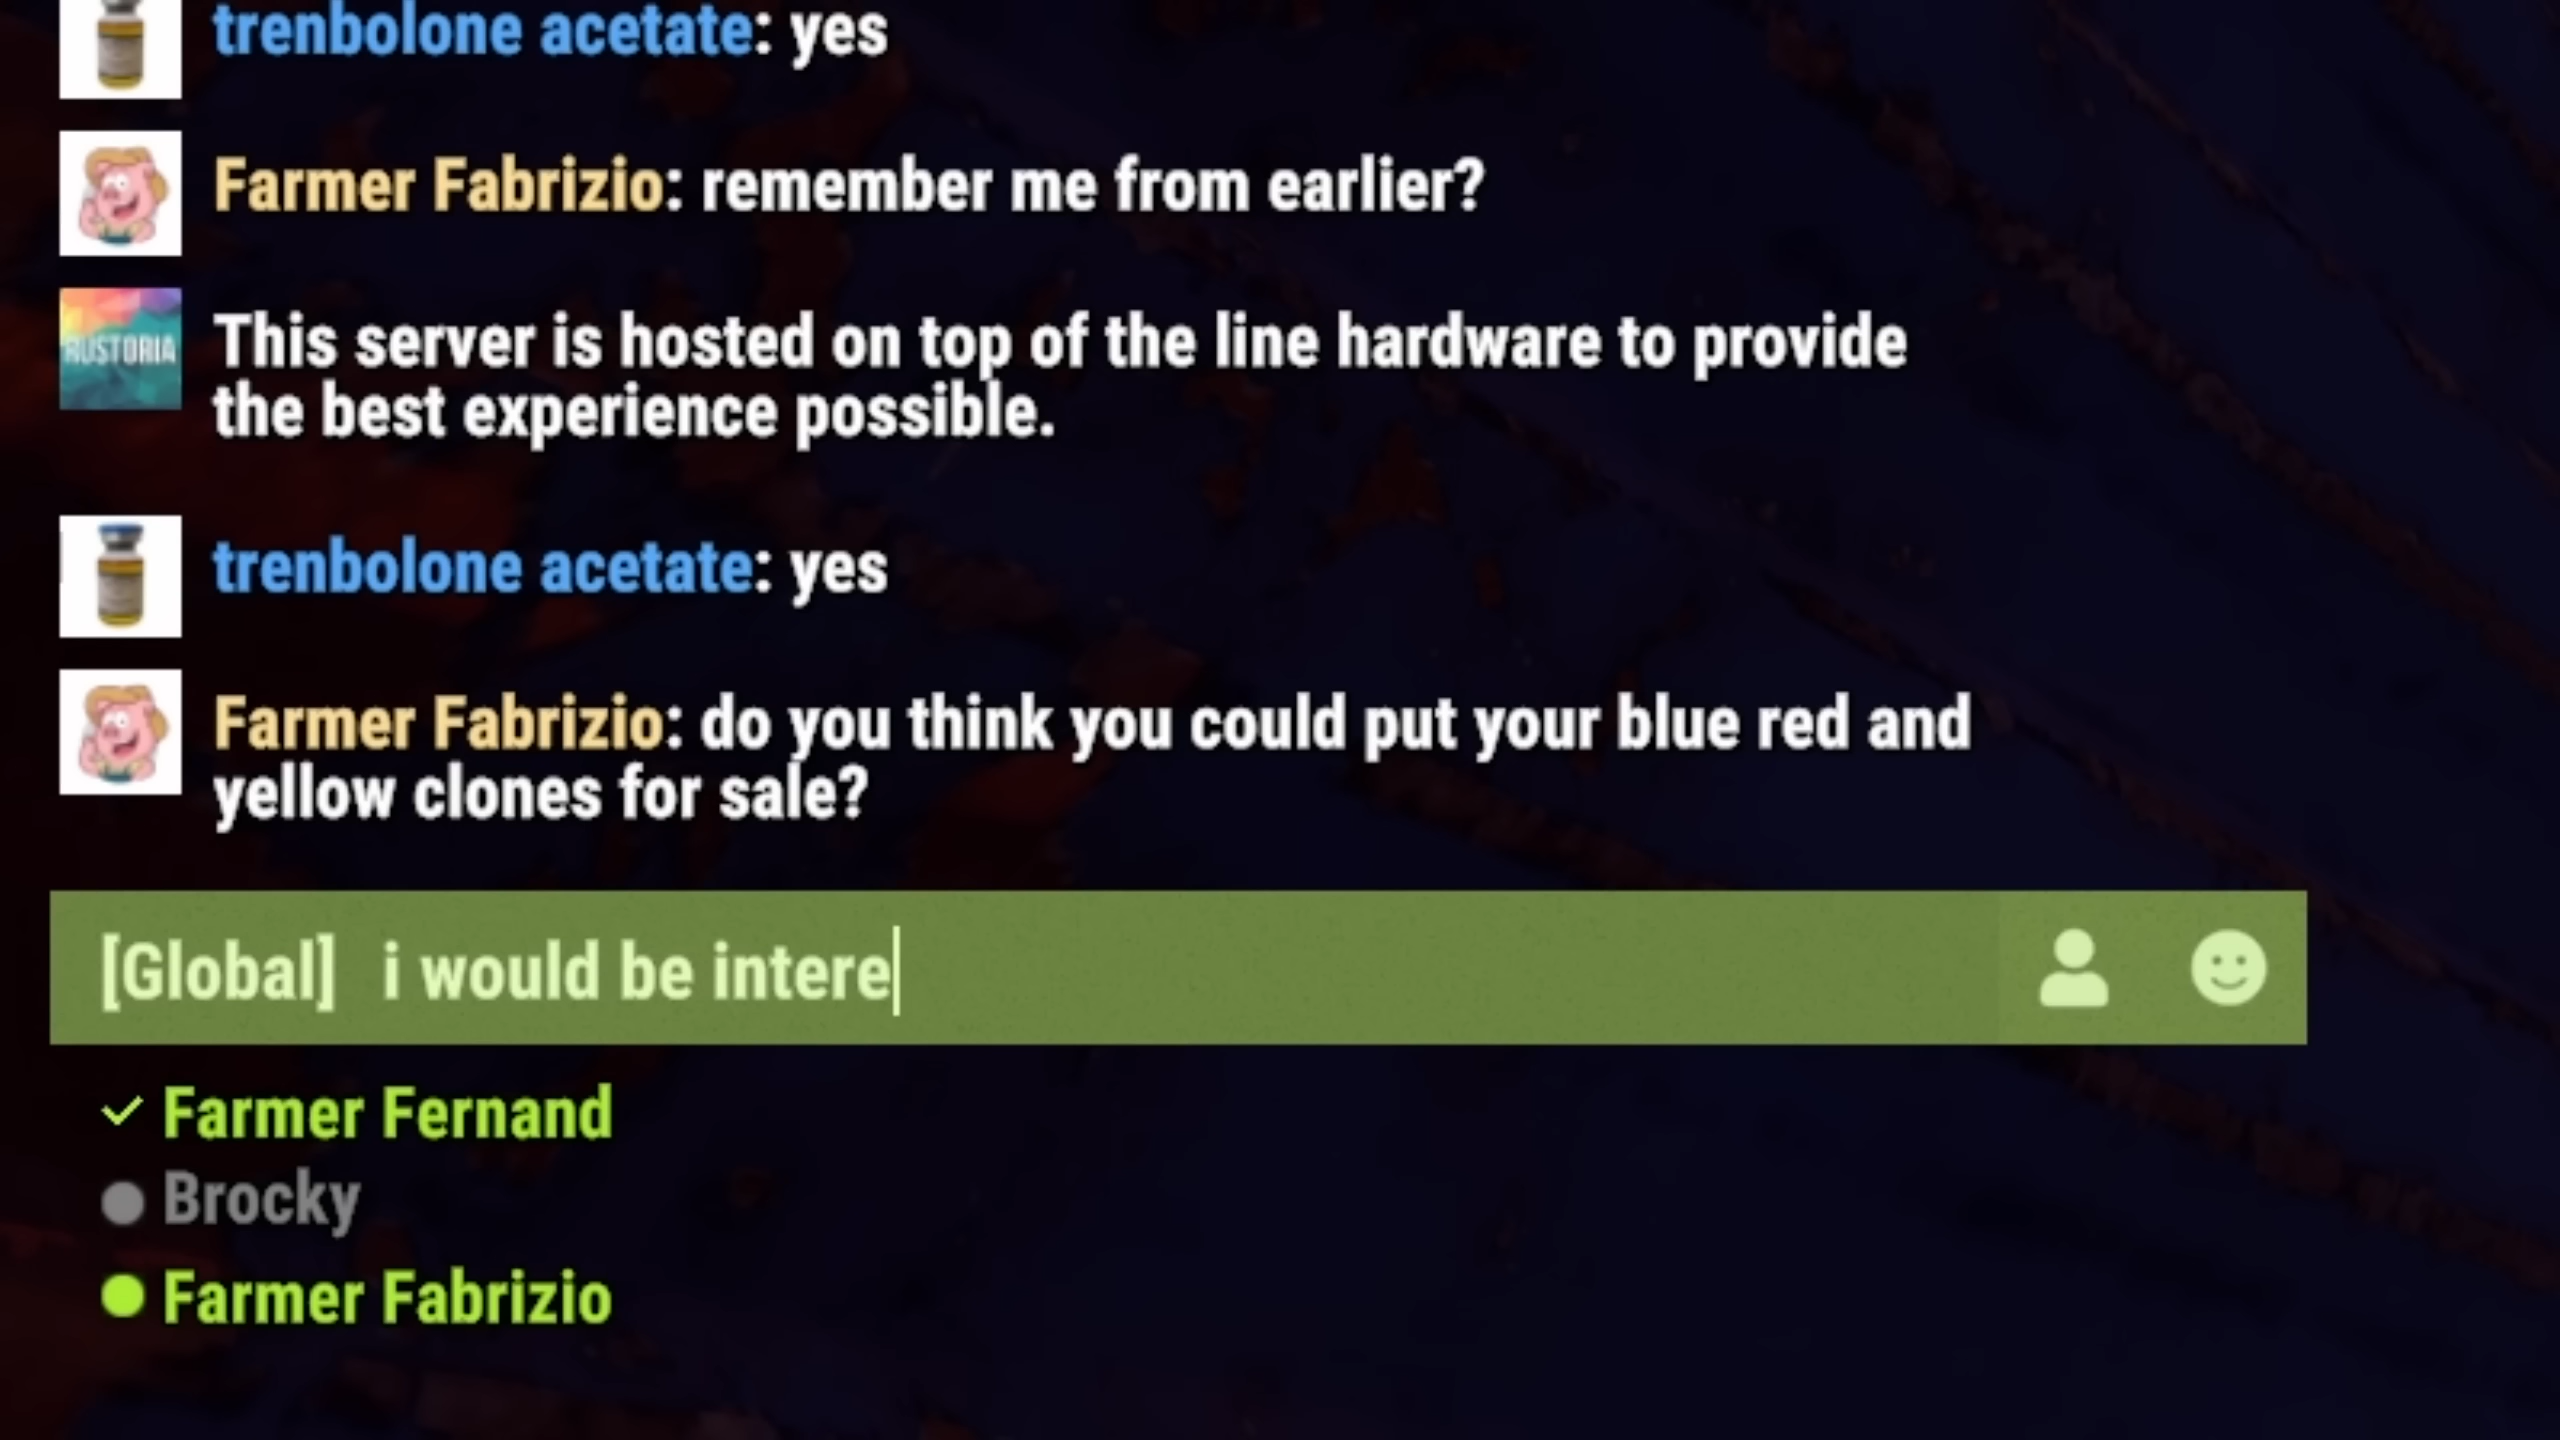 trenbolone acetate: yes
Farmer Fabrizio: remember me from earlier?
RUSTORIA
This server is hosted on top of the line hardware to provide
the best experience possible.
trenbolone acetate: yes
Farmer Fabrizio: do you think you could put your blue red and
yellow clones for sale?
[Global] i would be intere
Farmer Fernand
Brocky
Farmer Fabrizio